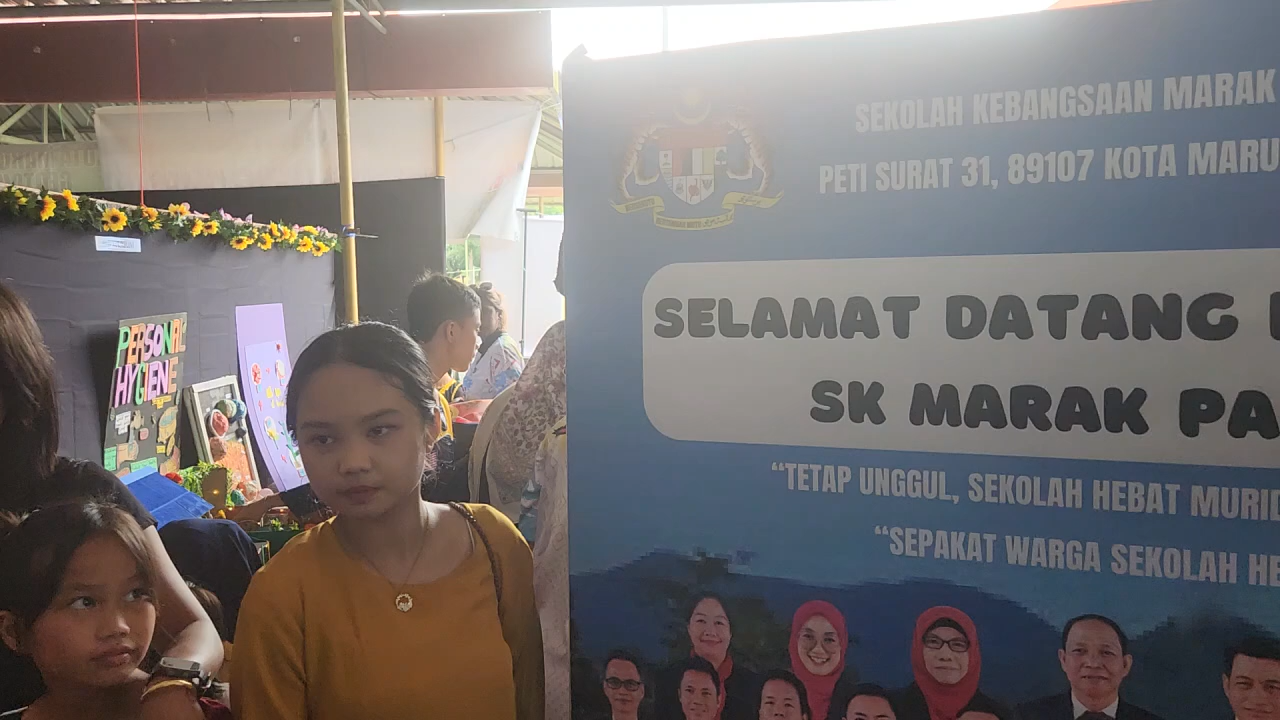 SEKOLAH KEBANGSAAN MARAK
PETI SURAT 31, 89107 KOTA MARU
SELAMAT DATANG
SK MARAK PA
“TETAP UNGGUL, SEKOLAH HEBAT MURID
“SEPAKAT WARGA SEKOLAH HE
PERSONAL
HYGIENE